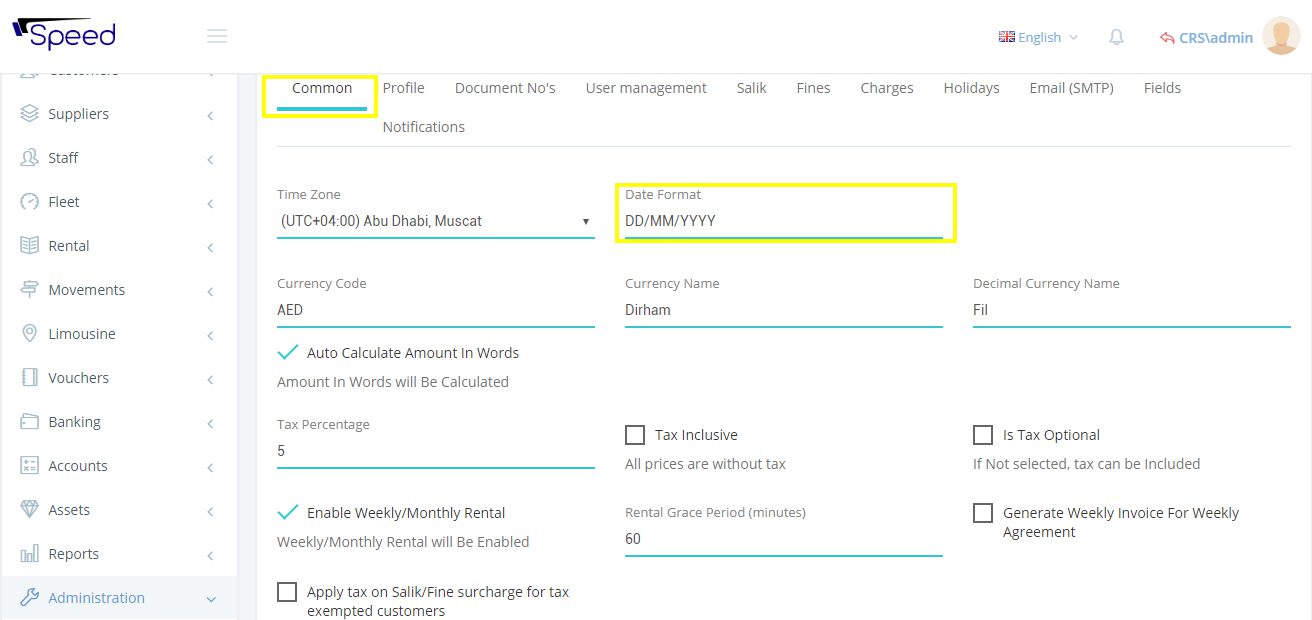 Speed
English
CRS\admin
Customers
Suppliers
Staff
Fleet
Rental
Movements
Limousine
Vouchers
Banking
Accounts
Assets
Reports
Administration
Common Profile Document No's User management Salik Fines Charges Holidays Email (SMTP) Fields
Notifications
Time Zone Date Format
(UTC+04:00) Abu Dhabi, Muscat DD/MM/YYYY
Currency Code Currency Name Decimal Currency Name
AED Dirham Fil
Auto Calculate Amount In Words
Amount In Words will Be Calculated
Tax Percentage
5
Tax Inclusive
All prices are without tax
Is Tax Optional
If Not selected, tax can be Included
Enable Weekly/Monthly Rental
Weekly/Monthly Rental will Be Enabled
Rental Grace Period (minutes)
60
Generate Weekly Invoice For Weekly
Agreement
Apply tax on Salik/Fine surcharge for tax
exempted customers